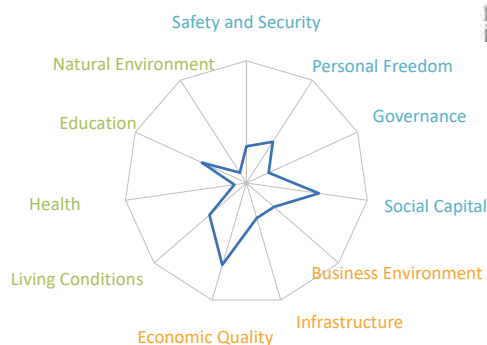 Safety and Security
Natural Environment
Personal Freedom
Education
Governance
Health
Social Capital
Living Conditions
Business Environment
Economic Quality
Infrastructure